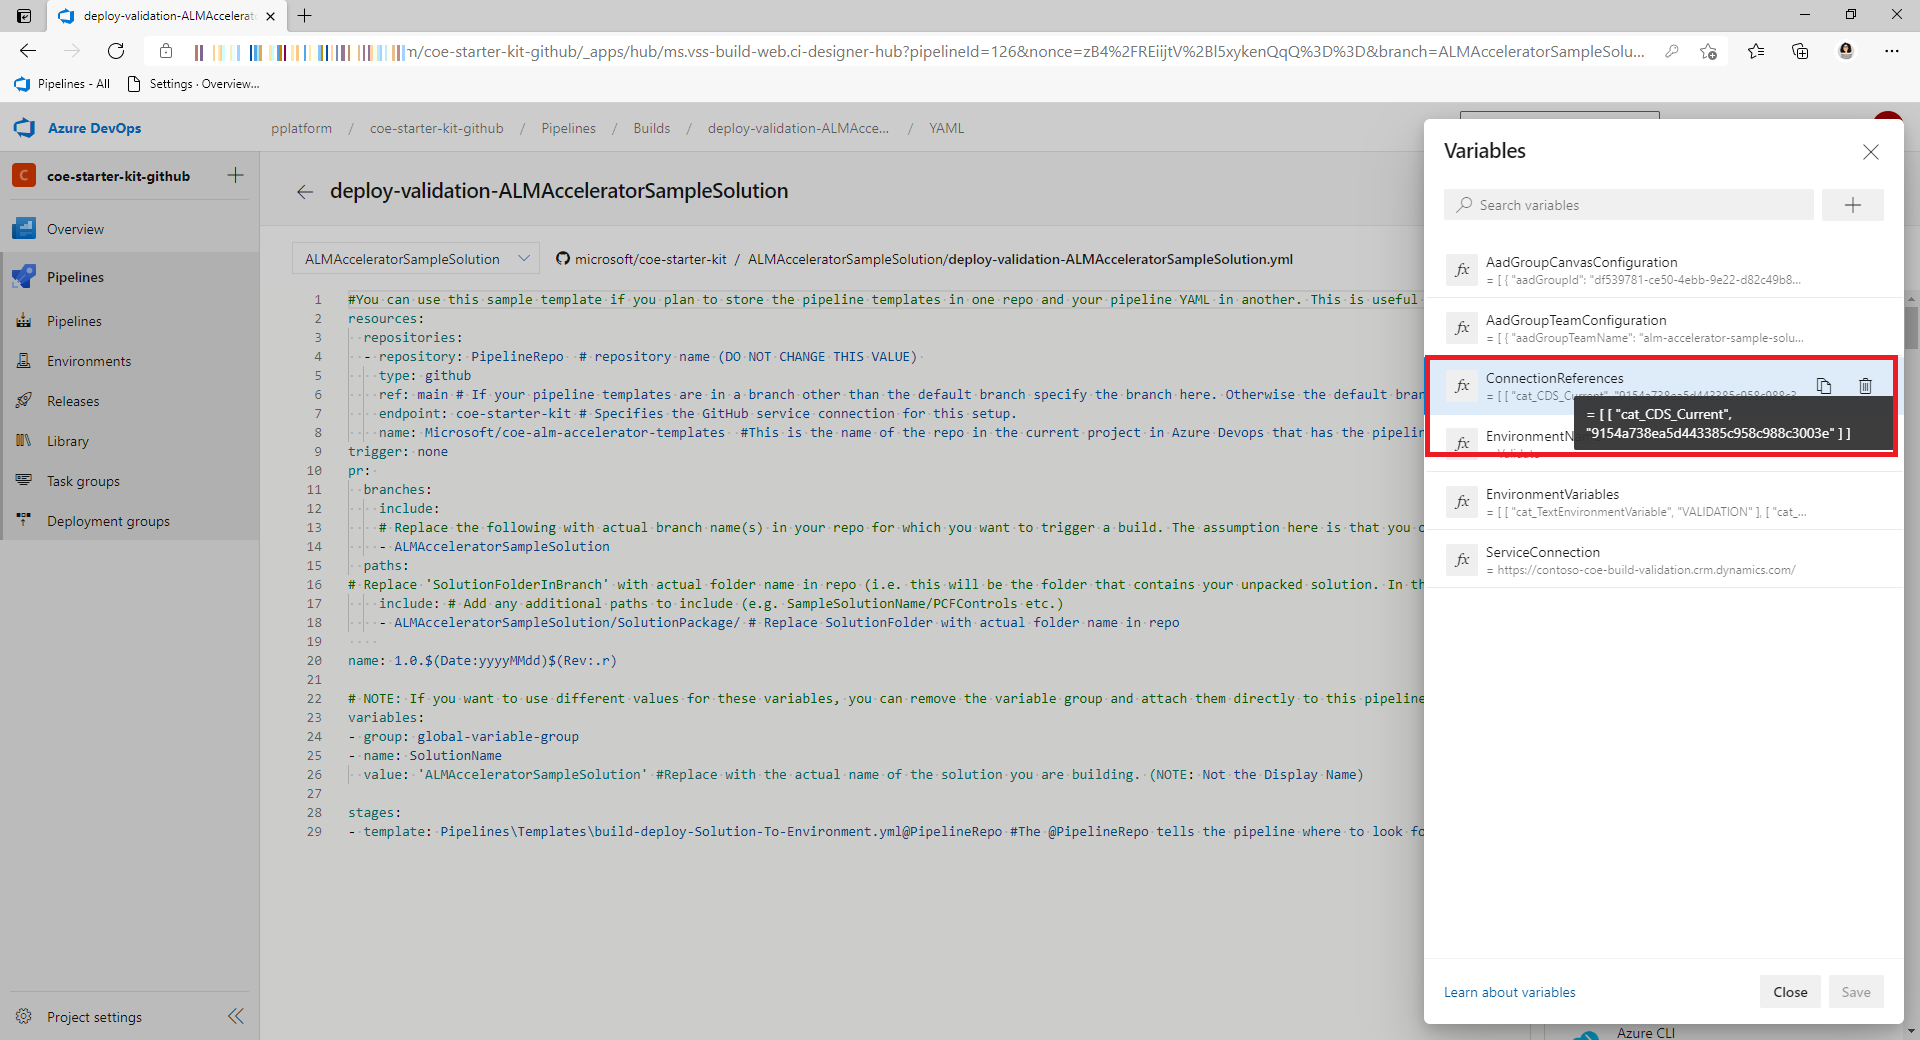 deploy-validation-ALMAccelerat
m/coe-starter-kit-github/_apps/hub/ms.vss-build-web.ci-designer-hub?pipelineId=126&nonce=zB4%2FREiijtV%2BI5xykenQqQ%3D%3D&branch=ALMAcceleratorSampleSolu...
Pipelines - All
Settings · Overview...
Azure DevOps
pplatform / coe-starter-kit-github / Pipelines / Builds / deploy-validation-ALMAcce... / YAML
C coe-starter-kit-github
Overview
Pipelines
Pipelines
Environments
Releases
Library
Task groups
Deployment groups
Project settings
deploy-validation-ALMAcceleratorSampleSolution
ALMAcceleratorSampleSolution
microsoft/coe-starter-kit / ALMAcceleratorSampleSolution/deploy-validation-ALMAcceleratorSampleSolution.yml
1 #You can use this sample template if you plan to store the pipeline templates in one repo and your pipeline YAML in another. This is useful
2 resources:
3 repositories:
4 - repository: PipelineRepo # repository name (DO NOT CHANGE THIS VALUE)
5 type: github
6 ref: main # If your pipeline templates are in a branch other than the default branch specify the branch here. Otherwise the default bran
7 endpoint: coe-starter-kit # Specifies the GitHub service connection for this setup.
8 name: Microsoft/coe-alm-accelerator-templates #This is the name of the repo in the current project in Azure Devops that has the pipelin
9 trigger: none
10 pr:
11 branches:
12 include:
13 # Replace the following with actual branch name(s) in your repo for which you want to trigger a build. The assumption here is that you c
14 - ALMAcceleratorSampleSolution
15 paths:
16 # Replace 'SolutionFolderInBranch' with actual folder name in repo (i.e. this will be the folder that contains your unpacked solution. In th
17 include: # Add any additional paths to include (e.g. SampleSolutionName/PCFControls etc.)
18 - ALMAcceleratorSampleSolution/SolutionPackage/ # Replace SolutionFolder with actual folder name in repo
19
20 name: 1.0.$(Date:yyyyMMdd)$(Rev:.r)
21
22 # NOTE: If you want to use different values for these variables, you can remove the variable group and attach them directly to this pipeline
23 variables:
24 - group: global-variable-group
25 - name: SolutionName
26 value: 'ALMAcceleratorSampleSolution' #Replace with the actual name of the solution you are building. (NOTE: Not the Display Name)
27
28 stages:
29 - template: Pipelines\Templates\build-deploy-Solution-To-Environment.yml@PipelineRepo #The @PipelineRepo tells the pipeline where to look fo
Variables
Search variables
fx AadGroupCanvasConfiguration
= [ { "aadGroupId": "df539781-ce50-4ebb-9e22-d82c49b8...
fx AadGroupTeamConfiguration
= [ { "aadGroupTeamName": "alm-accelerator-sample-solu...
fx ConnectionReferences
= [ [ "cat_CDS_Current", "9154a738ea5d443385c958c988c3
= [ [ "cat_CDS_Current",
"9154a738ea5d443385c958c988c3003e" ] ]
fx EnvironmentN
= Validate
fx EnvironmentVariables
= [ [ "cat_TextEnvironmentVariable", "VALIDATION" ], [ "cat_...
fx ServiceConnection
= https://contoso-coe-build-validation.crm.dynamics.com/
Learn about variables
Close
Save
Azure CLI